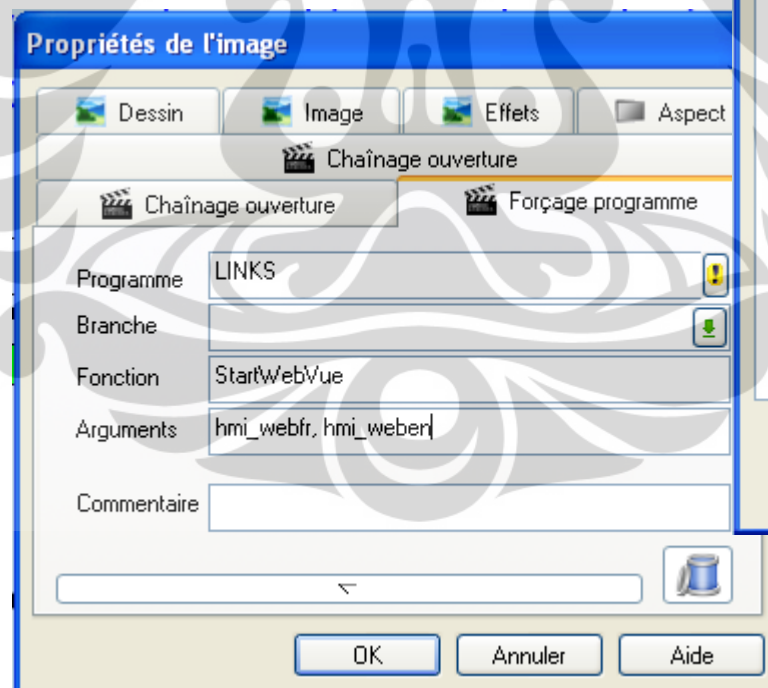 Propriétés de l'image
Dessin Image Effets Aspect
Chaînage ouverture
Chaînage ouverture Forçage programme
Programme LINKS
Branche
Fonction StartWebVue
Arguments hmi_webfr, hmi_weben
Commentaire
OK Annuler Aide